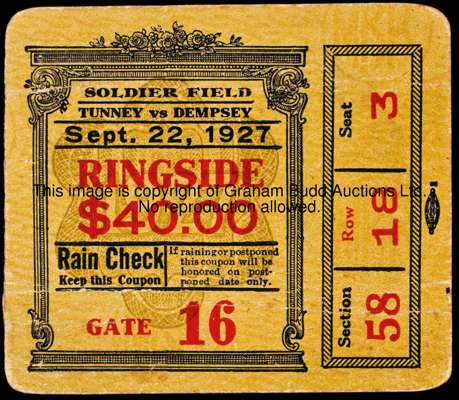 SOLDIER FIELD
TUNNEY vs DEMPSEY
Sept. 22, 1927
RINGSIDE
$40.00
This image is copyright of Graham Budd Auctions Ltd.
No reproduction allowed.
Rain Check
Keep this Coupon
If raining or postponed
this coupon will be
honored on post-
poned date only.
GATE 16
Seat 3
Row 18
Section 58